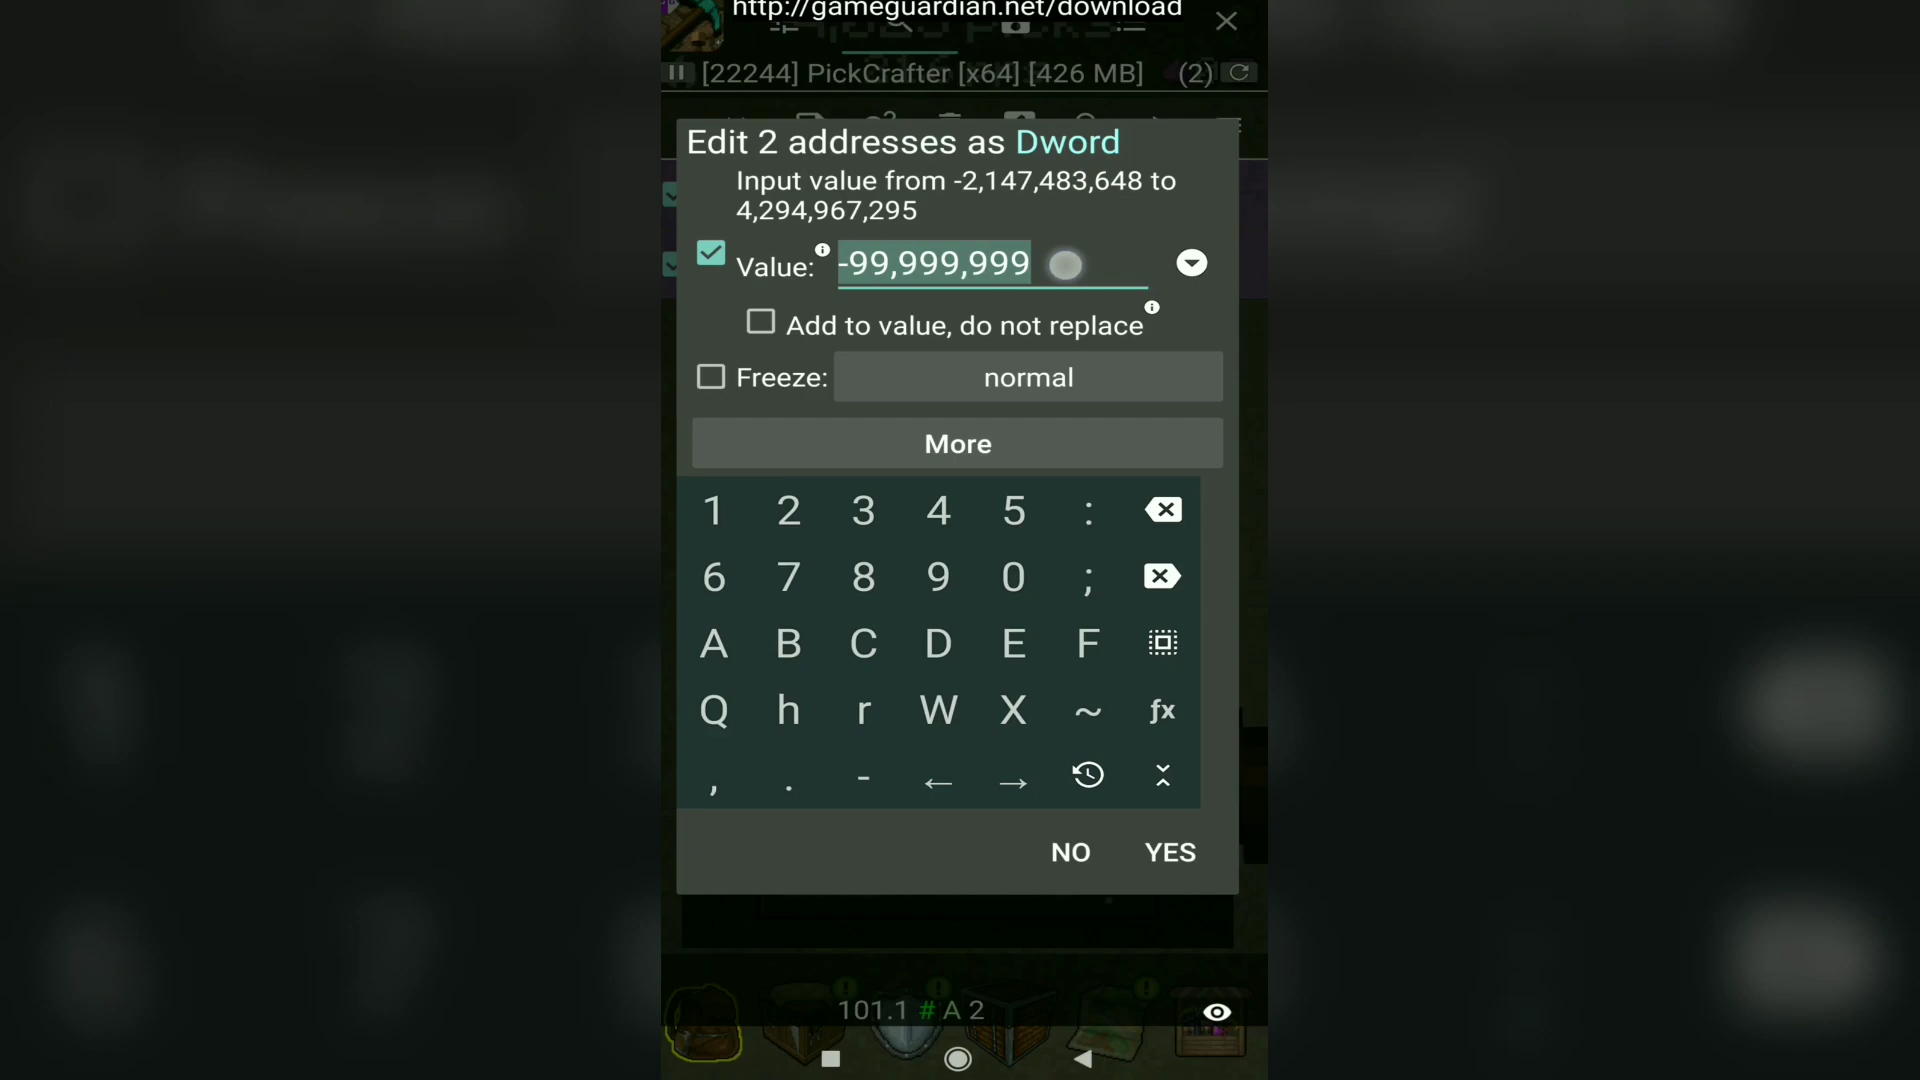 http://gameguardian.net/download
[22244] PickCrafter [x64] [426 MB] (2)
Edit 2 addresses as Dword
Input value from -2,147,483,648 to
4,294,967,295
Value: -99,999,999
Add to value, do not replace
Freeze: normal
More
1 2 3 4 5 :
6 7 8 9 0 ;
A B C D E F
Q h r W X ~ ƒx
, . - ← →
NO YES
101.1 # A 2